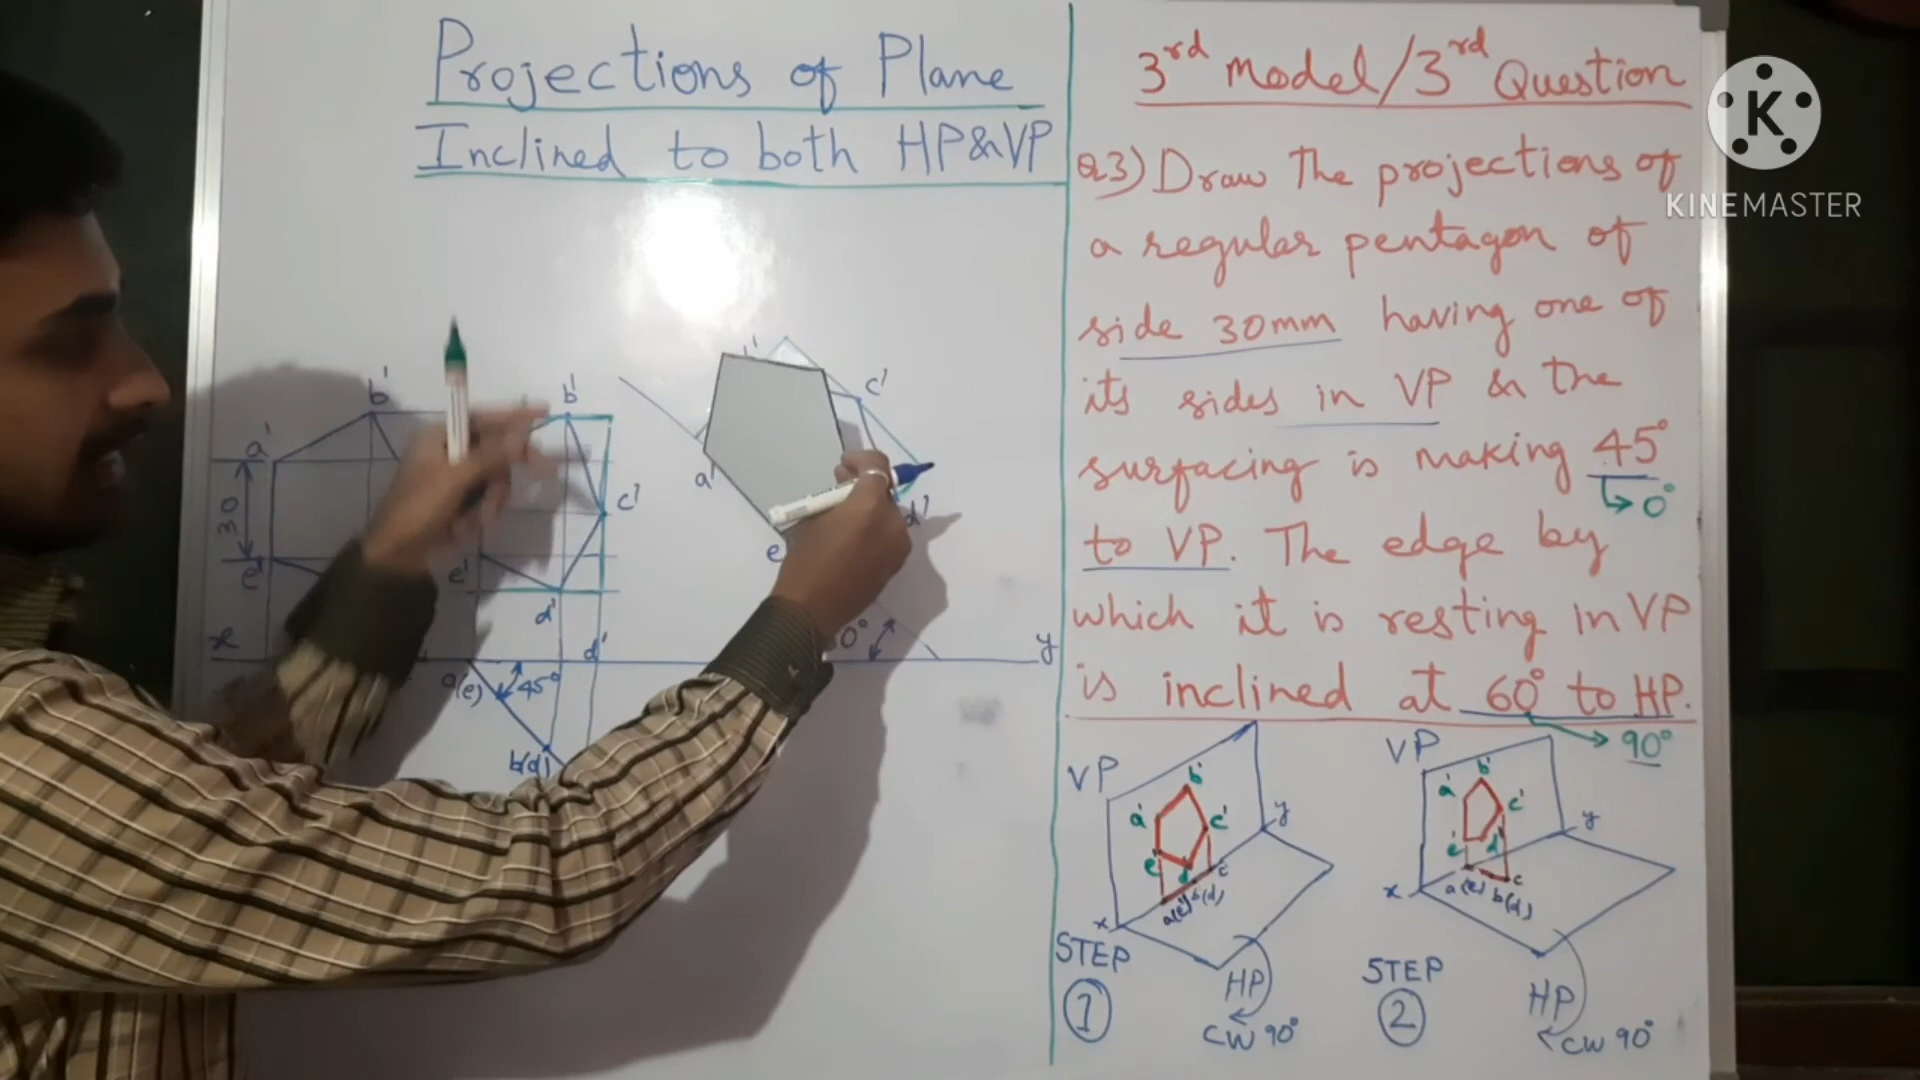 Projections of Plane
Inclined to both HP&VP
b'
a'
30
e'
x
b'
c'
e'
d'
d'
a(e)
45°
b(d)
c'
a'
d'
e
0°
y
3rd model/3rd Question
Q3) Draw The projections of
a regular pentagon of
side 30mm having one of
its sides in VP & the
surfacing is making 45°
→ 0°
to VP. The edge by
which it is resting in VP
is inclined at 60° to HP.
→ 90°
VP
b'
a'
c'
e'
d'
y
c
b(d)
a(e')
x
HP
CW 90°
STEP
1
VP
b'
a'
c'
e'
d'
y
x
a(e)
c
b(d)
HP
CW 90°
STEP
2
K
KINEMASTER